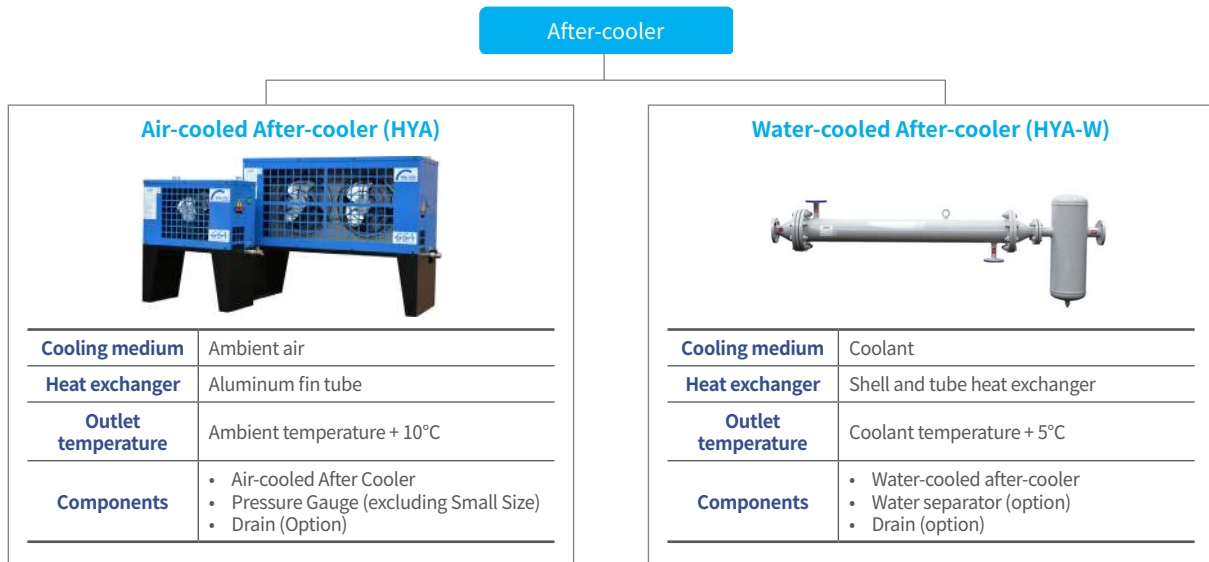 After-cooler
Air-cooled After-cooler (HYA)
Cooling medium Ambient air
Heat exchanger Aluminum fin tube
Outlet
temperature Ambient temperature + 10°C
Components
• Air-cooled After Cooler
• Pressure Gauge (excluding Small Size)
• Drain (Option)
Water-cooled After-cooler (HYA-W)
Cooling medium Coolant
Heat exchanger Shell and tube heat exchanger
Outlet
temperature Coolant temperature + 5°C
Components
• Water-cooled after-cooler
• Water separator (option)
• Drain (option)